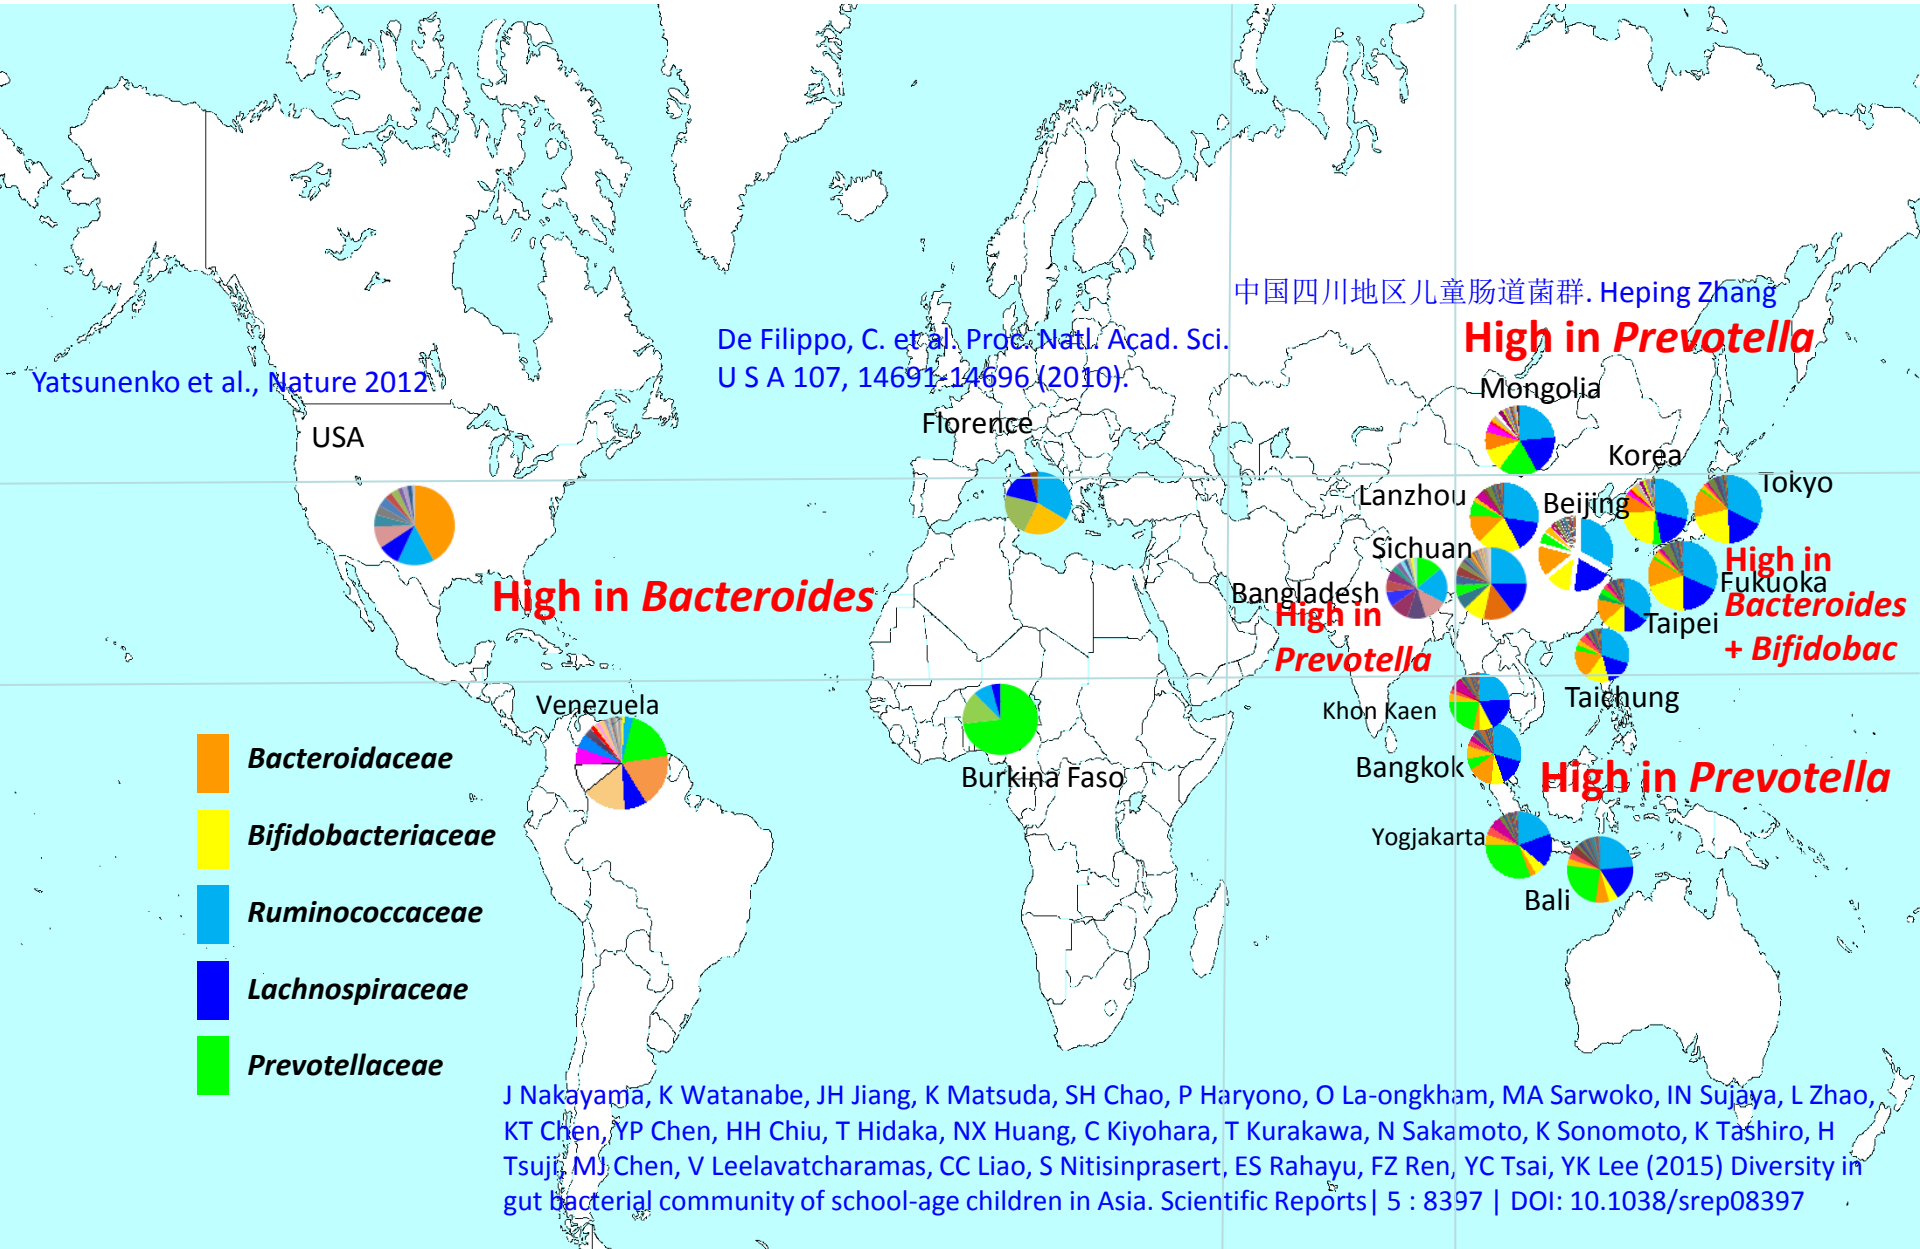 中国四川地区儿童肠道菌群. Heping Zhang
High in Prevotella
De Filippo, C. et al. Proc. Natl. Acad. Sci.
U S A 107, 14691-14696 (2010).
Yatsunenko et al., Nature 2012
Mongolia
Florence
USA
Korea
Tokyo
Lanzhou
Beijing
Sichuan
High in
Bacteroides
+ Bifidobac
Fukuoka
Bangladesh
High in
Prevotella
High in Bacteroides
Taipei
Taichung
Venezuela
Khon Kaen
Bangkok
Burkina Faso
High in Prevotella
Yogjakarta
Bali
Bacteroidaceae
Bifidobacteriaceae
Ruminococcaceae
Lachnospiraceae
Prevotellaceae
J Nakayama, K Watanabe, JH Jiang, K Matsuda, SH Chao, P Haryono, O La-ongkham, MA Sarwoko, IN Sujaya, L Zhao,
KT Chen, YP Chen, HH Chiu, T Hidaka, NX Huang, C Kiyohara, T Kurakawa, N Sakamoto, K Sonomoto, K Tashiro, H
Tsuji, MJ Chen, V Leelavatcharamas, CC Liao, S Nitisinprasert, ES Rahayu, FZ Ren, YC Tsai, YK Lee (2015) Diversity in
gut bacterial community of school-age children in Asia. Scientific Reports| 5 : 8397 | DOI: 10.1038/srep08397